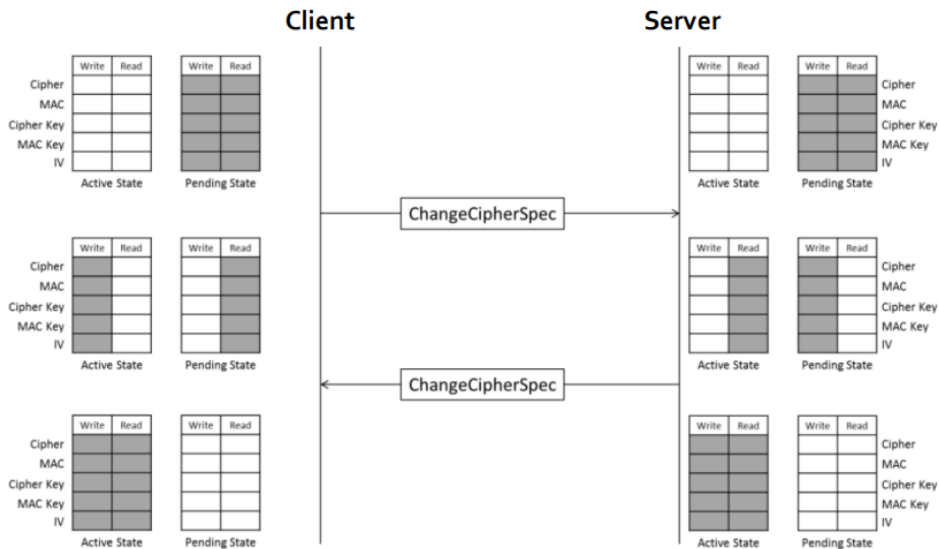 Client Server
Write Read Write Read Write Read Write Read
Cipher Cipher
MAC MAC
Cipher Key Cipher Key
MAC Key MAC Key
IV IV
Active State Pending State Active State Pending State
ChangeCipherSpec
Write Read Write Read Write Read Write Read
Cipher Cipher
MAC MAC
Cipher Key Cipher Key
MAC Key MAC Key
IV IV
Active State Pending State Active State Pending State
ChangeCipherSpec
Write Read Write Read Write Read Write Read
Cipher Cipher
MAC MAC
Cipher Key Cipher Key
MAC Key MAC Key
IV IV
Active State Pending State Active State Pending State